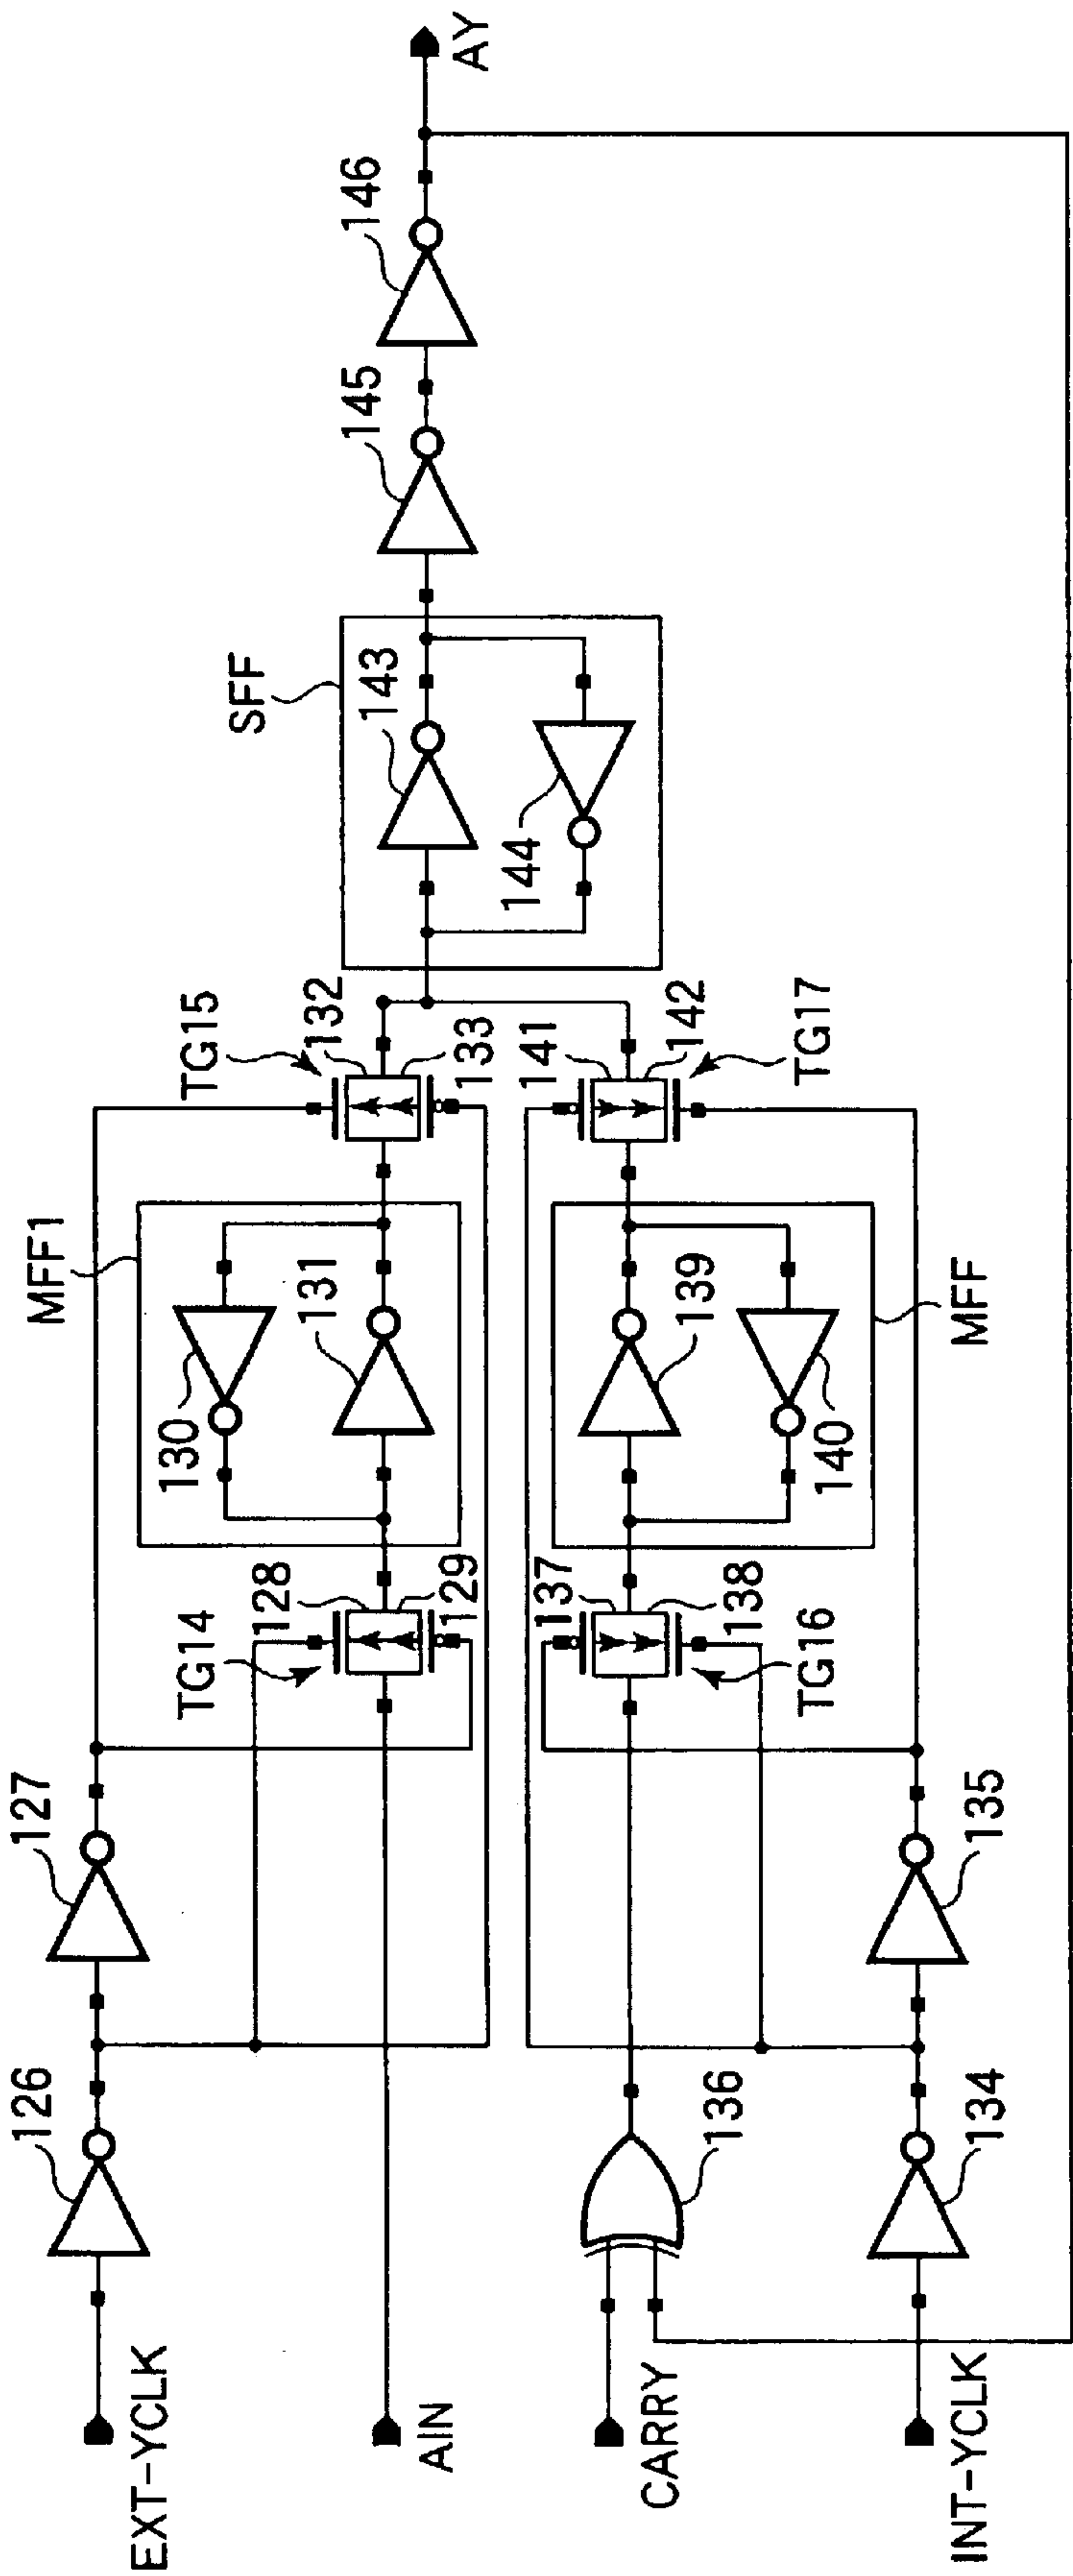 EXT-YCLK
126
127
AIN
TG14
128
129
MFF1
130
131
TG15
132
133
SFF
143
144
145
146
AY
CARRY
136
INT-YCLK
134
135
137
138
TG16
139
140
MFF
141
142
TG17